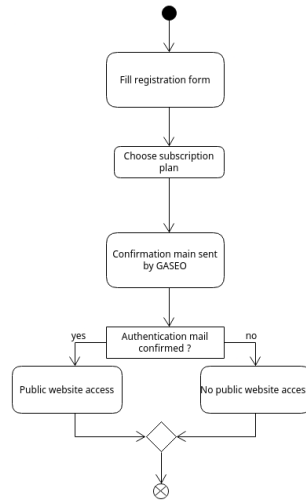 Fill registration form
Choose subscription
plan
Confirmation main sent
by GASEO
Authentication mail
confirmed ?
yes
no
Public website access
No public website acces